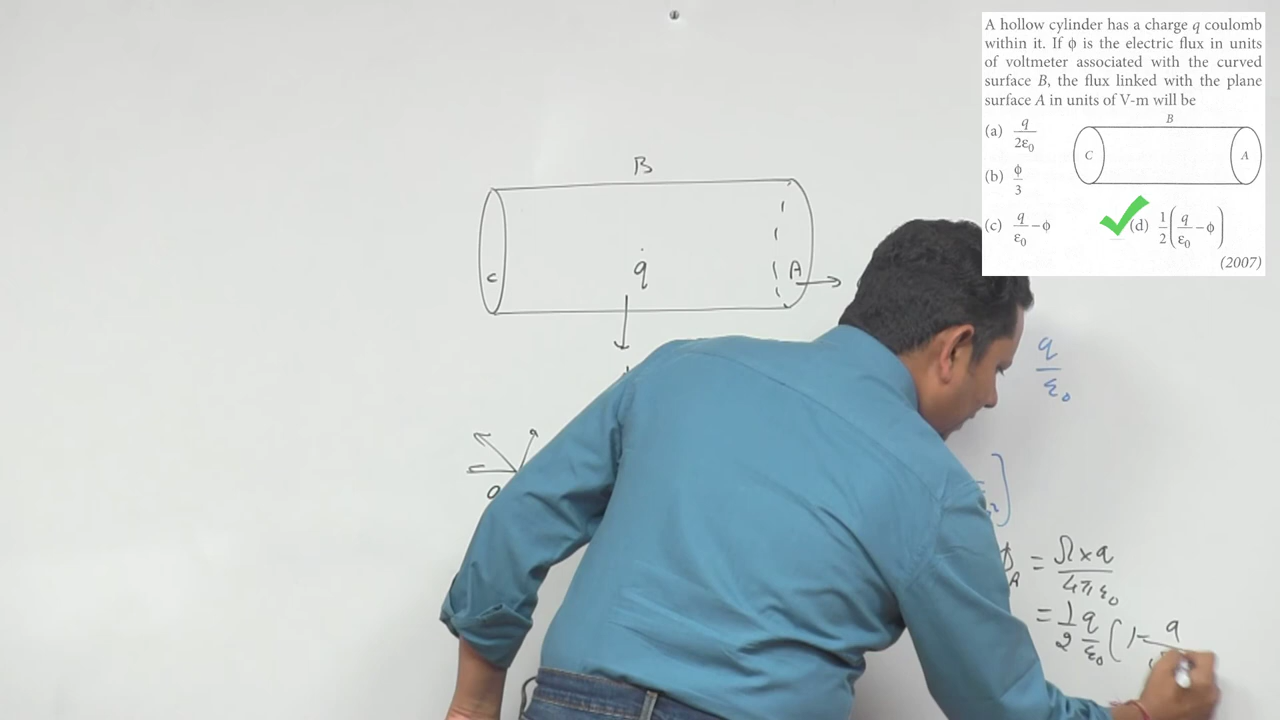 A hollow cylinder has a charge q coulomb
within it. If ϕ is the electric flux in units
of voltmeter associated with the curved
surface B, the flux linked with the plane
surface A in units of V-m will be
(a) q/2ε₀
(b) ϕ/3
(c) q/ε₀ − ϕ
(d) 1/2 (q/ε₀ − ϕ)
(2007)
B
C
A
B
C
q
A
q/ε₀
ϕ_A = Ω×q/4πε₀
= 1/2 q/ε₀ (1−